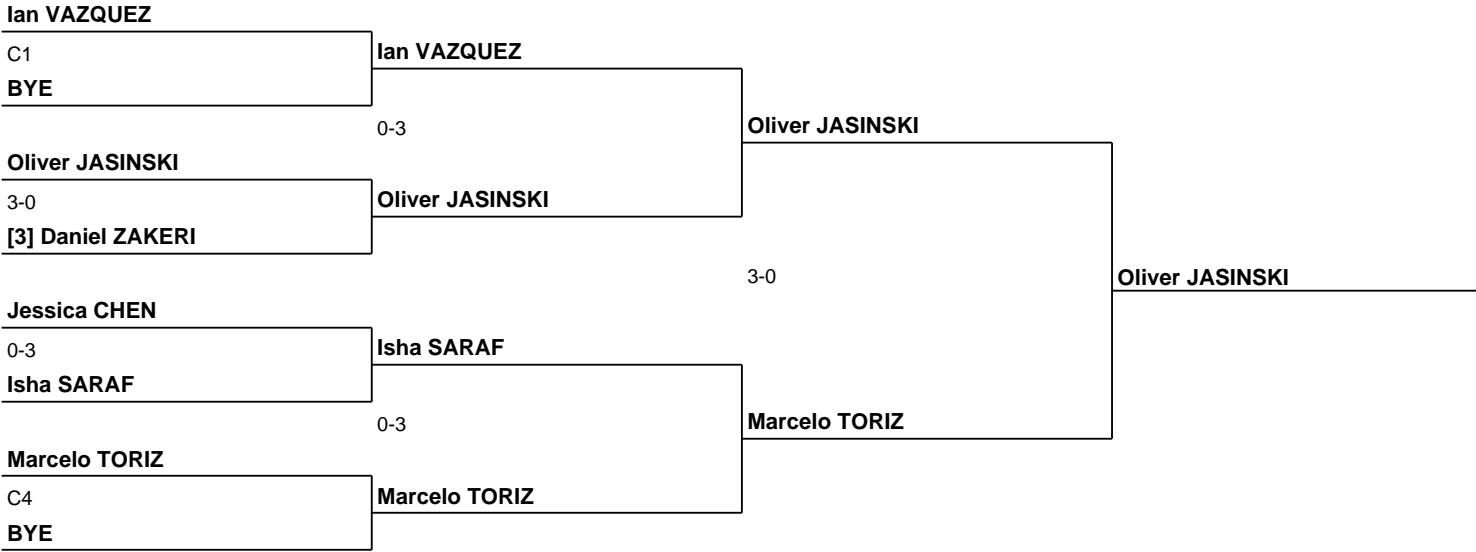 Ian VAZQUEZ
C1
BYE
Ian VAZQUEZ
0-3
Oliver JASINSKI
Oliver JASINSKI
3-0
[3] Daniel ZAKERI
Oliver JASINSKI
3-0
Oliver JASINSKI
Jessica CHEN
0-3
Isha SARAF
Isha SARAF
0-3
Marcelo TORIZ
Marcelo TORIZ
C4
BYE
Marcelo TORIZ